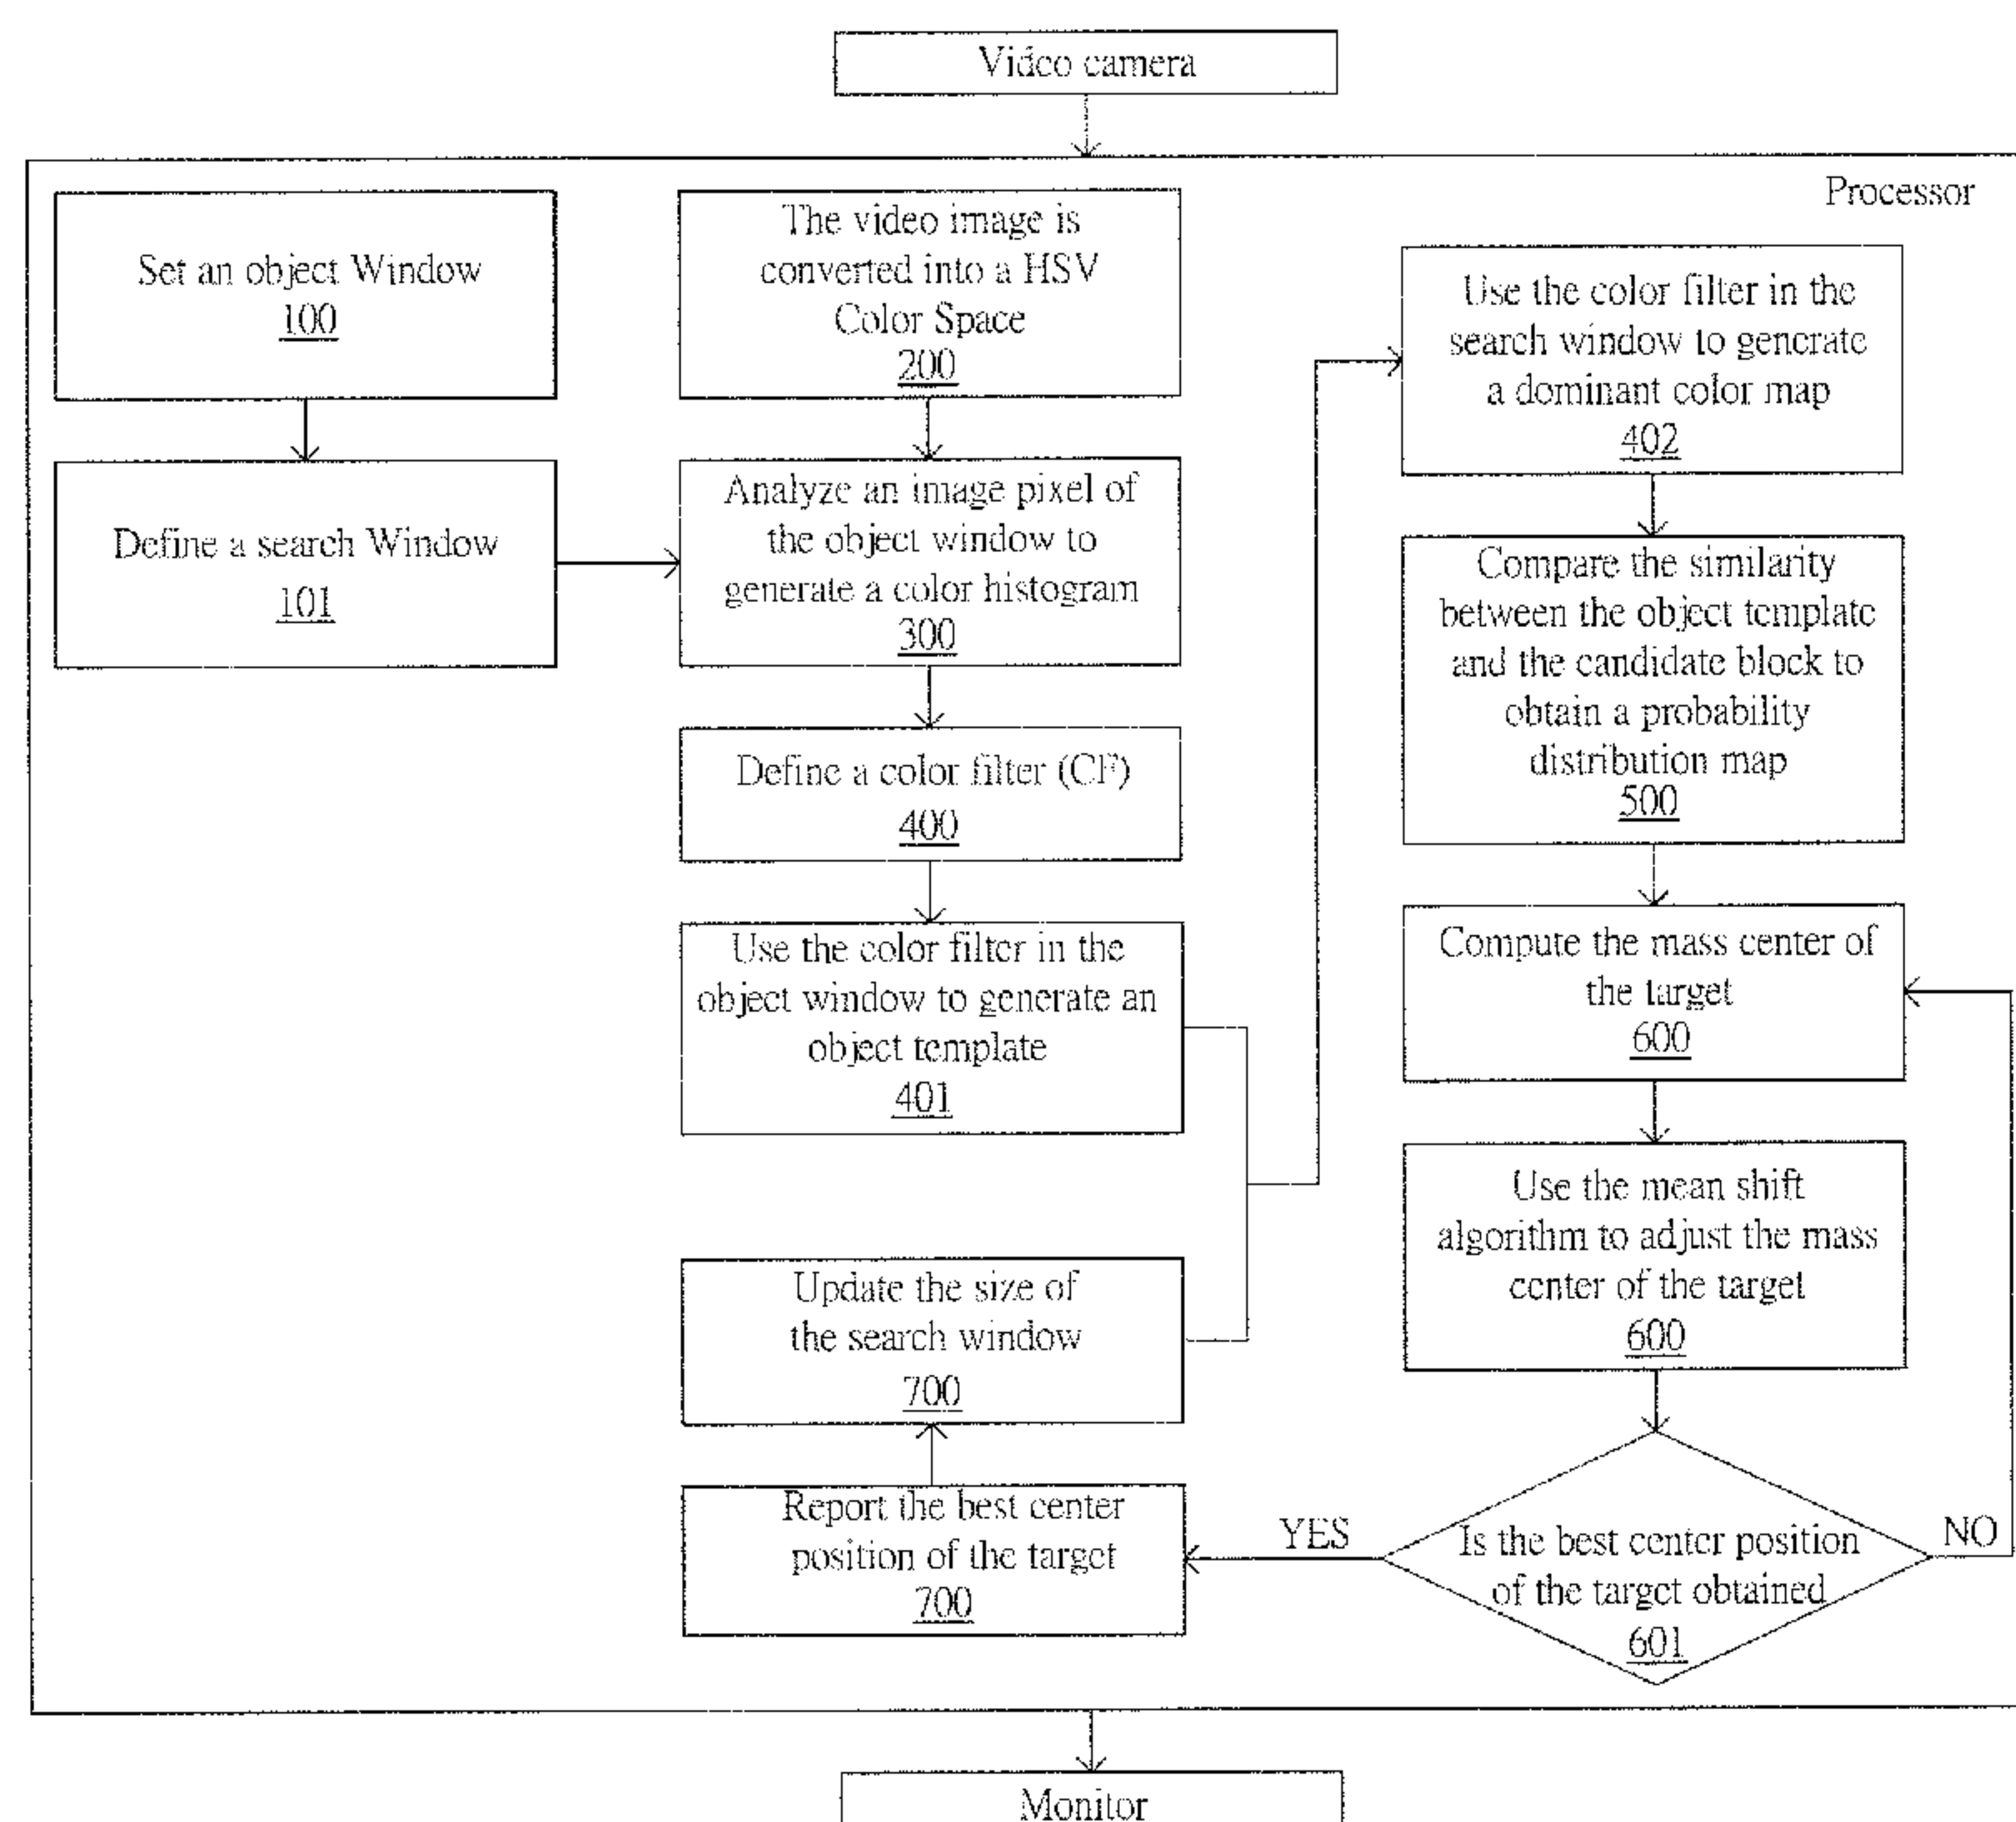 Video camera
Processor
Set an object Window
100
Define a search Window
101
The video image is
converted into a HSV
Color Space
200
Analyze an image pixel of
the object window to
generate a color histogram
300
Define a color filter (CF)
400
Use the color filter in the
object window to generate an
object template
401
Update the size of
the search window
700
Report the best center
position of the target
700
Use the color filter in the
search window to generate
a dominant color map
402
Compare the similarity
between the object template
and the candidate block to
obtain a probability
distribution map
500
Compute the mass center of
the target
600
Use the mean shift
algorithm to adjust the mass
center of the target
600
YES
Is the best center position
of the target obtained
601
NO
Monitor